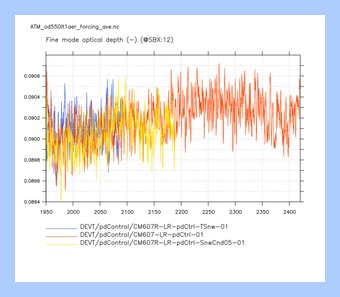 ATM_od550lt1aer_forcing_ave.nc
Fine mode optical depth (-) (@SBX:12)
0.0906
0.0904
0.0902
0.0900
0.0898
0.0896
0.0894
1950 2000 2050 2100 2150 2200 2250 2300 2350 2400
DEVT/pdControl/CM607R-LR-pdCtrl-TSnw-01
DEVT/pdControl/CM607-LR-pdCtrl-01
DEVT/pdControl/CM607R-LR-pdCtrl-SnwCnd05-01